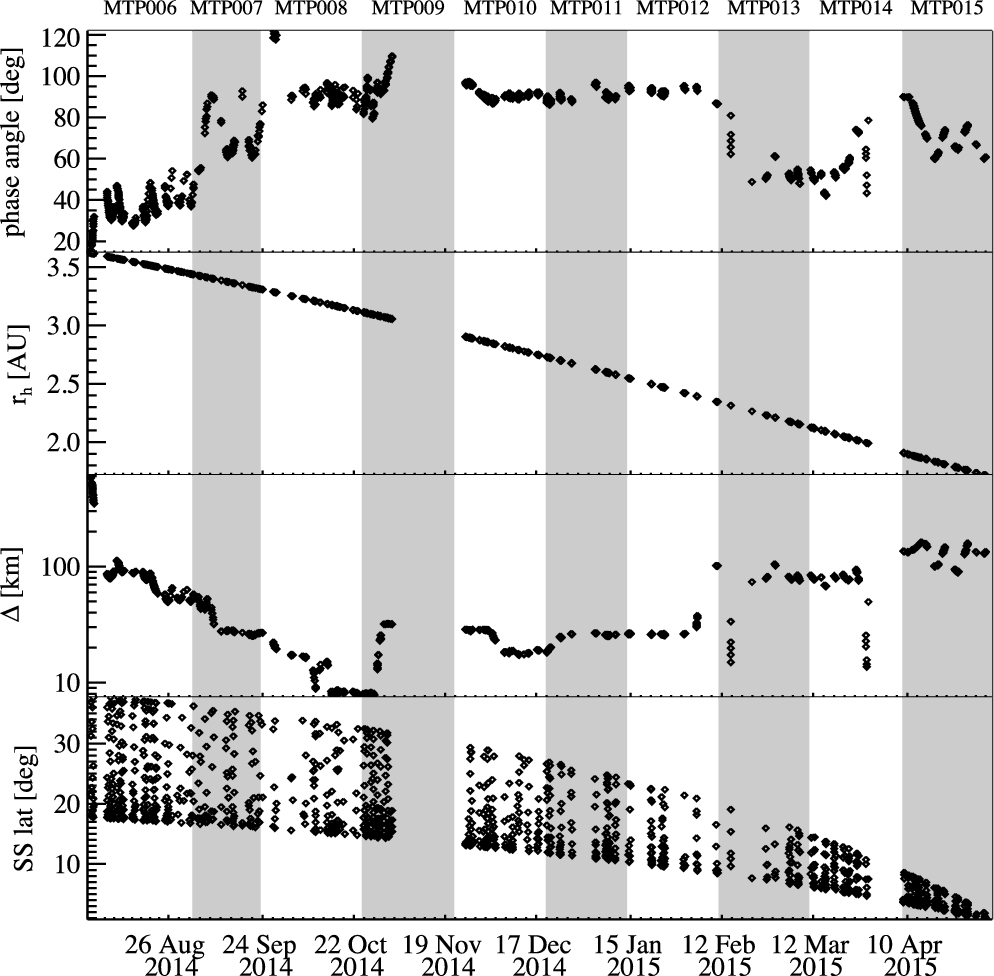 MTP006 MTP007 MTP008 MTP009 MTP010 MTP011 MTP012 MTP013 MTP014 MTP015
120
100
80
60
40
20
phase angle [deg]
3.5
3.0
2.5
2.0
r_h [AU]
100
10
Δ [km]
30
20
10
SS lat [deg]
26 Aug 24 Sep 22 Oct 19 Nov 17 Dec 15 Jan 12 Feb 12 Mar 10 Apr
2014 2014 2014 2014 2014 2015 2015 2015 2015